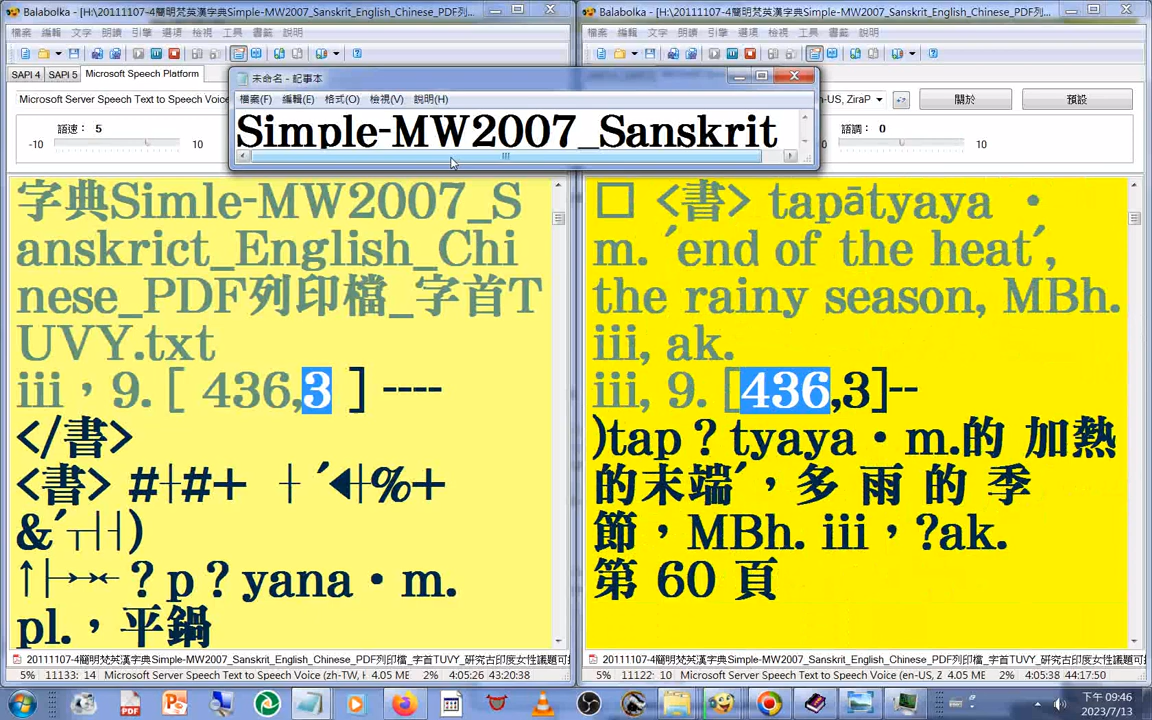 Balabolka - [H:\20111107-4簡明梵英漢字典Simple-MW2007_Sanskrit_English_Chinese_PDF列...
檔案 編輯 文字 朗讀 引擎 選項 檢視 工具 書籤 說明
SAPI 4 SAPI 5 Microsoft Speech Platform
Microsoft Server Speech Text to Speech Voice
語速： 5
-10 10
字典Simle-MW2007_S
anskrict_English_Chi
nese_PDF列印檔_字首T
UVY.txt
iii，9. [ 436,3 ] ----
</書>
<書> #┼#+ ┼ ´◀┼%+
&´┬┤┤)
↑├→→← ? p ? yana • m.
pl.，平鍋
20111107-4簡明梵英漢字典Simple-MW2007_Sanskrit_English_Chinese_PDF列印檔_字首TUVY_研究古印度女性議題可
5% 11133: 14 Microsoft Server Speech Text to Speech Voice (zh-TW, 4.05 ME 2% 4:05:26 43:20:38
未命名 - 記事本
檔案(F) 編輯(E) 格式(O) 檢視(V) 說明(H)
Simple-MW2007_Sanskrit
Balabolka - [H:\20111107-4簡明梵英漢字典Simple-MW2007_Sanskrit_English_Chinese_PDF列...
檔案 編輯 文字 朗讀 引擎 選項 檢視 工具 書籤 說明
n-US, ZiraP 關於 預設
語調： 0
10
□ <書> tapātyaya •
m. ´end of the heat´,
the rainy season, MBh.
iii, ak.
iii, 9. [436,3]--
)tap ? tyaya • m.的 加熱
的末端´，多 雨 的 季
節，MBh. iii，?ak.
第 60 頁
20111107-4簡明梵英漢字典Simple-MW2007_Sanskrit_English_Chinese_PDF列印檔_字首TUVY_研究古印度女性議題可
5% 11122: 10 Microsoft Server Speech Text to Speech Voice (en-US, Z 4.05 ME 2% 4:05:38 44:17:50
下午 09:46
2023/7/13